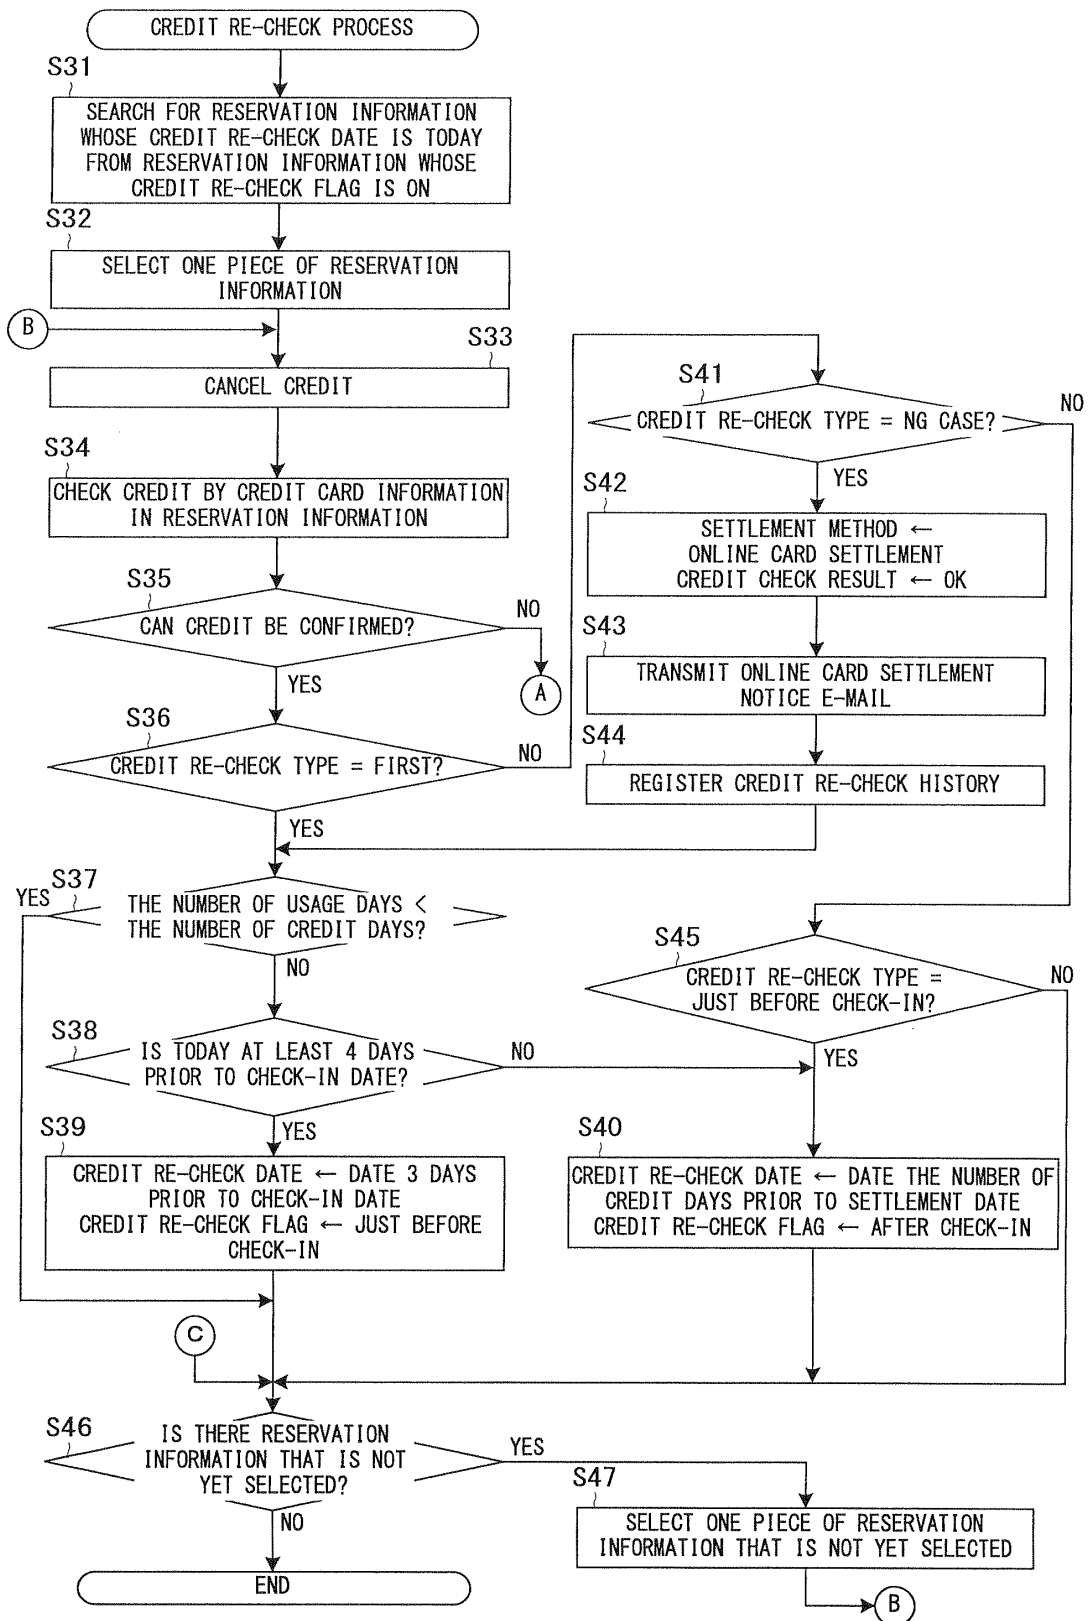 CREDIT RE-CHECK PROCESS
S31
SEARCH FOR RESERVATION INFORMATION
WHOSE CREDIT RE-CHECK DATE IS TODAY
FROM RESERVATION INFORMATION WHOSE
CREDIT RE-CHECK FLAG IS ON
S32
SELECT ONE PIECE OF RESERVATION
INFORMATION
B
S33
CANCEL CREDIT
S34
CHECK CREDIT BY CREDIT CARD INFORMATION
IN RESERVATION INFORMATION
S35
CAN CREDIT BE CONFIRMED?
NO
A
YES
S36
CREDIT RE-CHECK TYPE = FIRST?
NO
YES
S41
CREDIT RE-CHECK TYPE = NG CASE?
NO
YES
S42
SETTLEMENT METHOD ←
ONLINE CARD SETTLEMENT
CREDIT CHECK RESULT ← OK
S43
TRANSMIT ONLINE CARD SETTLEMENT
NOTICE E-MAIL
S44
REGISTER CREDIT RE-CHECK HISTORY
S37
YES
THE NUMBER OF USAGE DAYS <
THE NUMBER OF CREDIT DAYS?
NO
S38
IS TODAY AT LEAST 4 DAYS
PRIOR TO CHECK-IN DATE?
NO
YES
S45
CREDIT RE-CHECK TYPE =
JUST BEFORE CHECK-IN?
NO
YES
S39
CREDIT RE-CHECK DATE ← DATE 3 DAYS
PRIOR TO CHECK-IN DATE
CREDIT RE-CHECK FLAG ← JUST BEFORE
CHECK-IN
S40
CREDIT RE-CHECK DATE ← DATE THE NUMBER OF
CREDIT DAYS PRIOR TO SETTLEMENT DATE
CREDIT RE-CHECK FLAG ← AFTER CHECK-IN
C
S46
IS THERE RESERVATION
INFORMATION THAT IS NOT
YET SELECTED?
YES
NO
S47
SELECT ONE PIECE OF RESERVATION
INFORMATION THAT IS NOT YET SELECTED
B
END